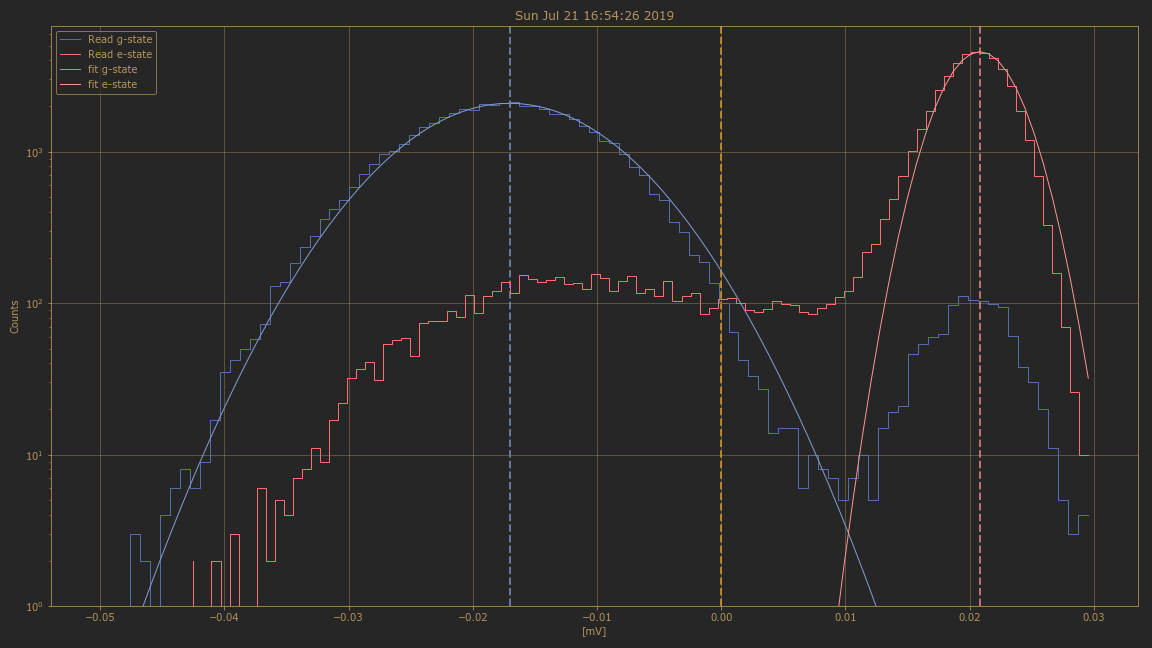 Sun Jul 21 16:54:26 2019
Read g-state
Read e-state
fit g-state
fit e-state
Counts
10³
10²
10¹
10⁰
−0.05 −0.04 −0.03 −0.02 −0.01 0.00 0.01 0.02 0.03
[mV]